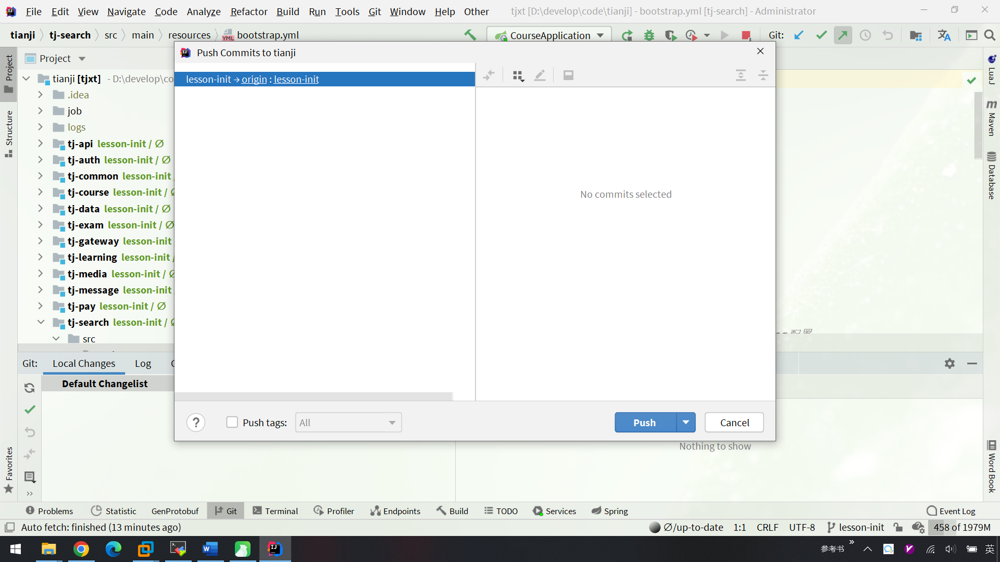 File Edit View Navigate Code Analyze Refactor Build Run Tools Git Window Help Other tjxt [D:\develop\code\tianji] - bootstrap.yml [tj-search] - Administrator
tianji tj-search src main resources bootstrap.yml CourseApplication Git:
Project
Push Commits to tianji
tianji [tjxt] - D:\develop\co
lesson-init → origin : lesson-init
.idea
job
logs
tj-api lesson-init / ∅
tj-auth lesson-init / ∅
tj-common lesson-init
tj-course lesson-init /
tj-data lesson-init / ∅
tj-exam lesson-init / ∅
tj-gateway lesson-init
tj-learning lesson-init /
tj-media lesson-init /
tj-message lesson-init
tj-pay lesson-init / ∅
tj-search lesson-init /
src
No commits selected
配置
Git: Local Changes Log
Default Changelist
? Push tags: All Push Cancel
Nothing to show
Project
Structure
Favorites
LuaJ
Maven
Database
Word Book
Problems Statistic GenProtobuf Git Terminal Profiler Endpoints Build TODO Services Spring Event Log
Auto fetch: finished (13 minutes ago) ∅/up-to-date 1:1 CRLF UTF-8 lesson-init 458 of 1979M
参考书 » 英